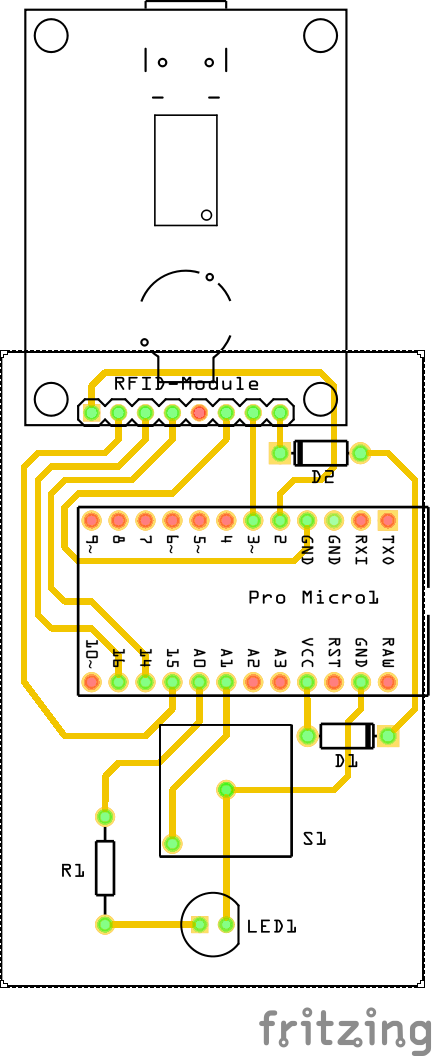 RFID-Module
D2
9~ 8 7 6~ 5~ 4 3~ 2 GND GND RXI TXO
Pro Micro1
10~ 16 14 15 A0 A1 A2 A3 VCC RST GND RAW
D1
S1
R1
LED1
fritzing